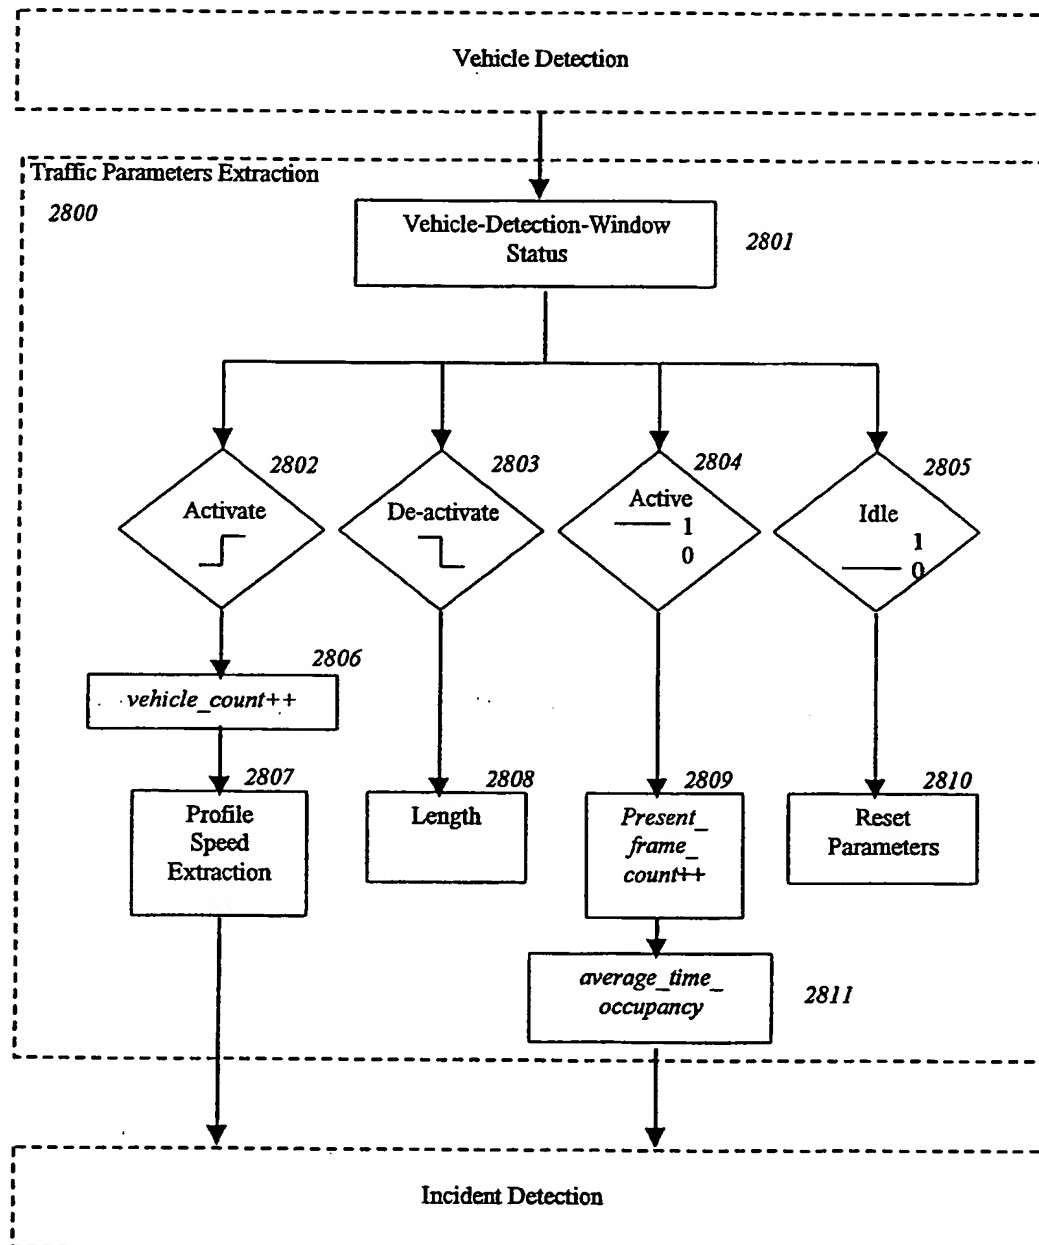 Vehicle Detection
Traffic Parameters Extraction
2800
Vehicle-Detection-Window
Status
2801
2802
Activate
2803
De-activate
2804
Active
1
0
2805
Idle
1
0
2806
vehicle_count++
2807
Profile
Speed
Extraction
2808
Length
2809
Present_
frame_
count++
2810
Reset
Parameters
average_time_
occupancy
2811
Incident Detection